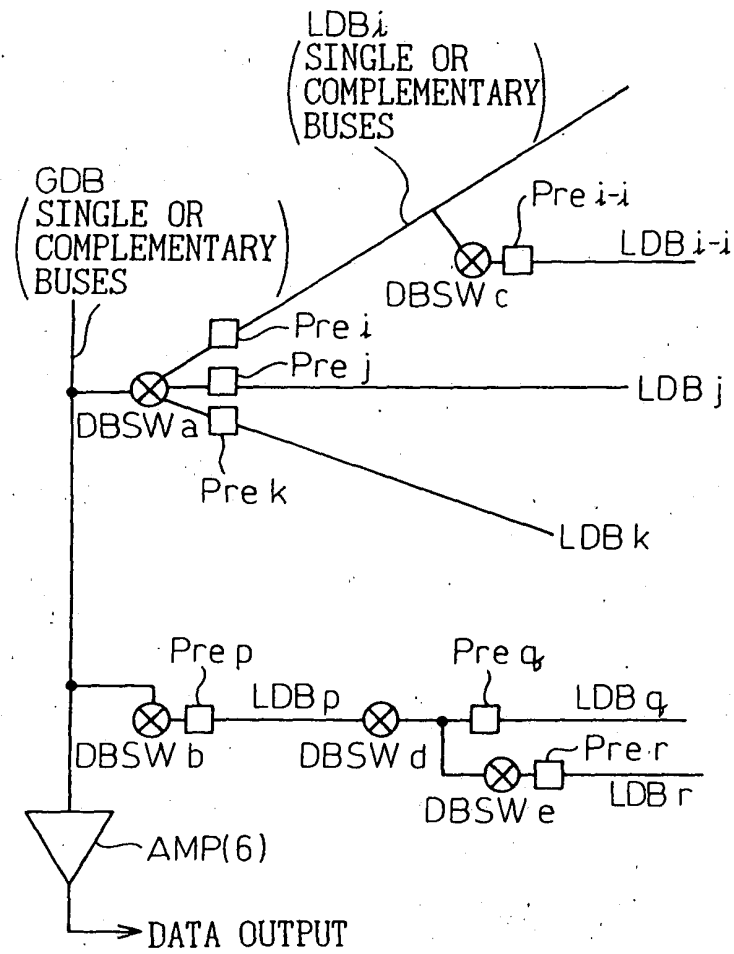 LDBi
(SINGLE OR
COMPLEMENTARY
BUSES)
GDB
(SINGLE OR
COMPLEMENTARY
BUSES)
Pre i-i
LDB i-i
DBSW c
Pre i
Pre j
LDB j
DBSW a
Pre k
LDB k
Pre p
LDB p
Pre q
LDB q
DBSW b
DBSW d
Pre r
DBSW e
LDB r
AMP(6)
DATA OUTPUT